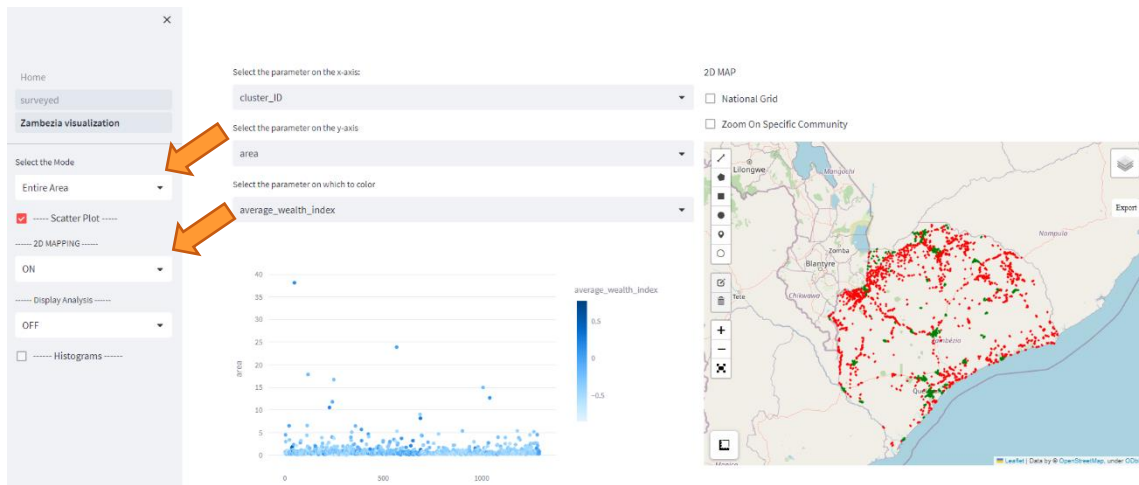 ×
Home
surveyed
Zambezia visualization
Select the Mode
Entire Area
----- Scatter Plot -----
------ 2D MAPPING ------
ON
------ Display Analysis ------
OFF
------ Histograms ------
Select the parameter on the x-axis:
cluster_ID
Select the parameter on the y-axis
area
Select the parameter on which to color
average_wealth_index
average_wealth_index
40
35
30
25
20
15
10
5
0
area
0
500
1000
0.5
0
−0.5
2D MAP
National Grid
Zoom On Specific Community
Lilongwe
Mangochi
Zomba
Blantyre
Chikwawa
Tete
Nampula
Export
+
−
Leaflet | Data by © OpenStreetMap, under ODb